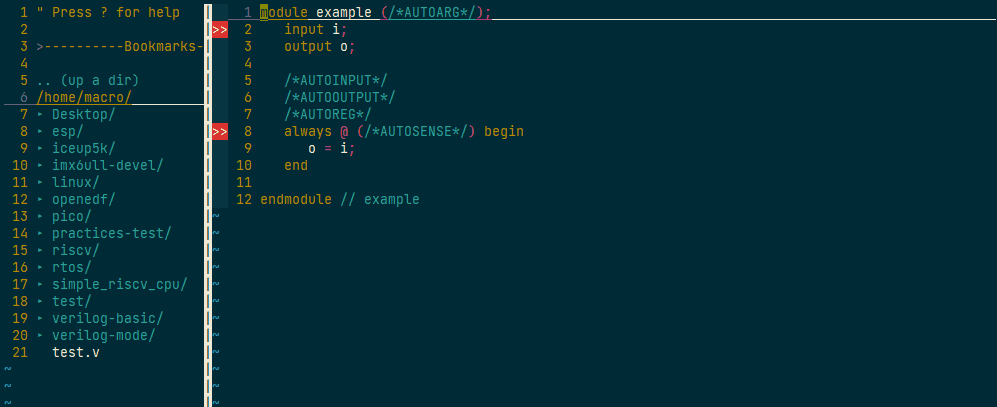 1 " Press ? for help
2
3 >----------Bookmarks-
4
5 .. (up a dir)
6 /home/macro/
7 ▸ Desktop/
8 ▸ esp/
9 ▸ iceup5k/
10 ▸ imx6ull-devel/
11 ▸ linux/
12 ▸ openedf/
13 ▸ pico/
14 ▸ practices-test/
15 ▸ riscv/
16 ▸ rtos/
17 ▸ simple_riscv_cpu/
18 ▸ test/
19 ▸ verilog-basic/
20 ▸ verilog-mode/
21 test.v
~
~
~
1 module example (/*AUTOARG*/);
>> 2 input i;
3 output o;
4
5 /*AUTOINPUT*/
6 /*AUTOOUTPUT*/
7 /*AUTOREG*/
>> 8 always @ (/*AUTOSENSE*/) begin
9 o = i;
10 end
11
12 endmodule // example
~
~
~
~
~
~
~
~
~
~
~
~